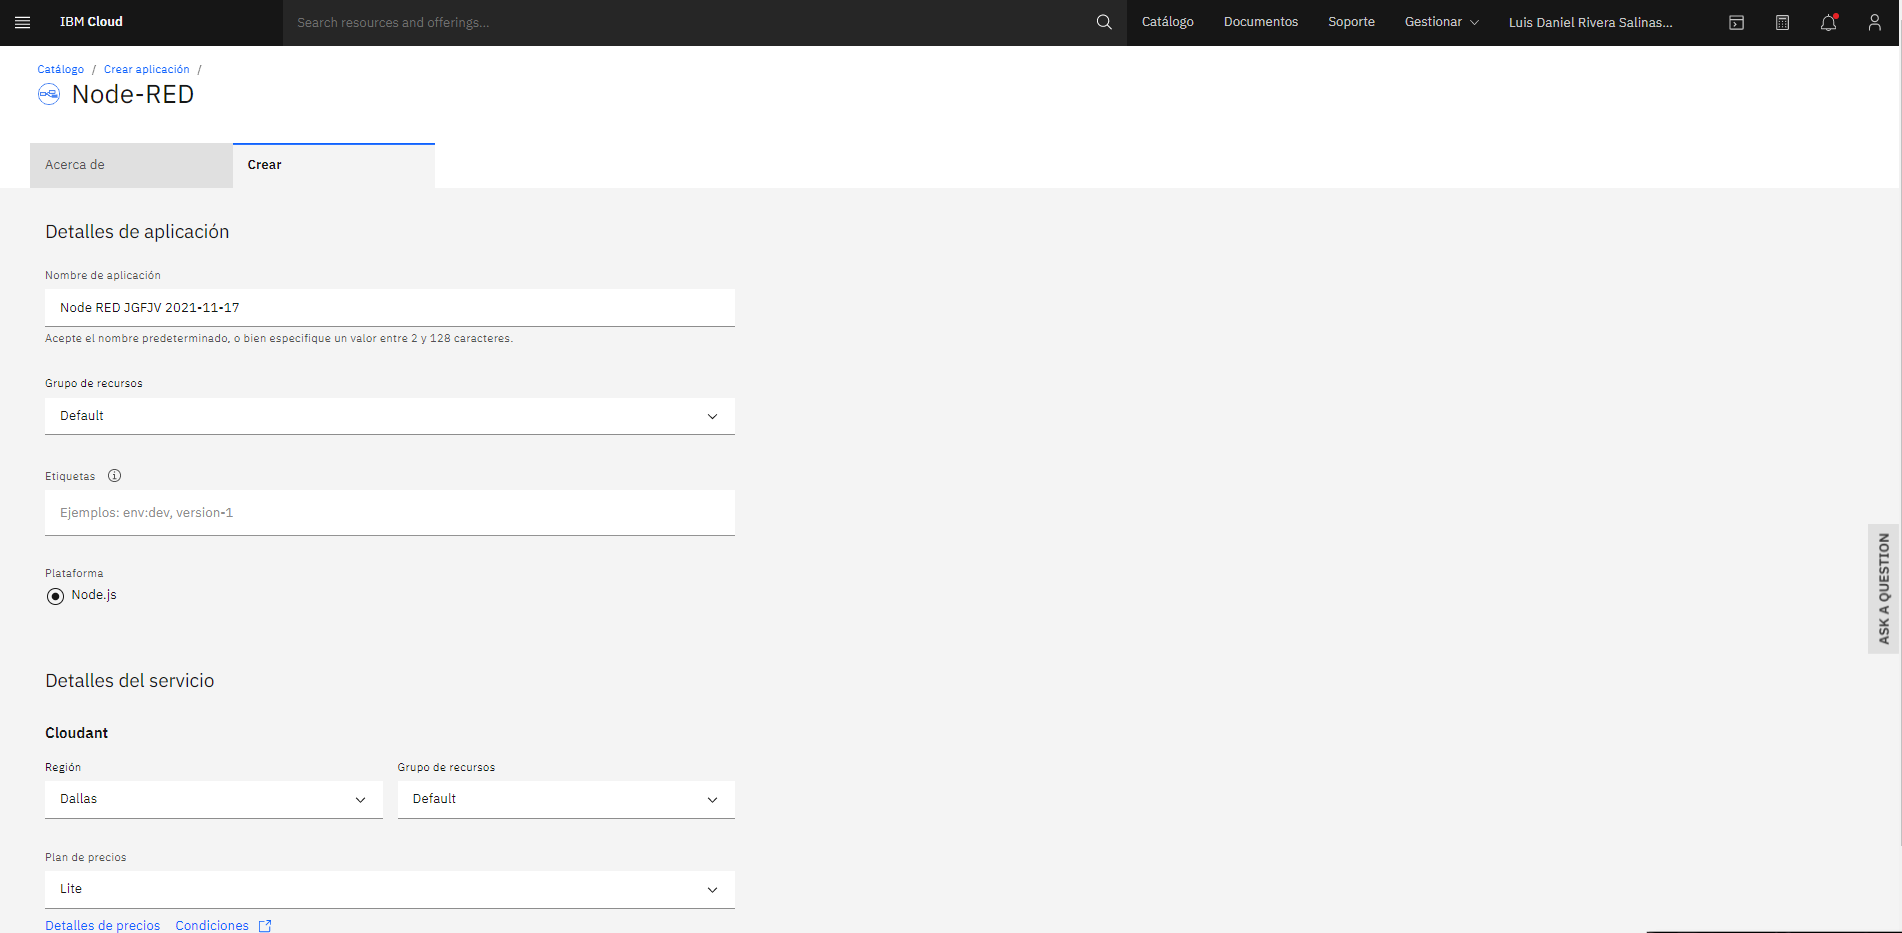 IBM Cloud
Search resources and offerings...
Catálogo
Documentos
Soporte
Gestionar
Luis Daniel Rivera Salinas...
Catálogo / Crear aplicación /
Node-RED
Acerca de
Crear
Detalles de aplicación
Nombre de aplicación
Node RED JGFJV 2021-11-17
Acepte el nombre predeterminado, o bien especifique un valor entre 2 y 128 caracteres.
Grupo de recursos
Default
Etiquetas
Ejemplos: env:dev, version-1
Plataforma
Node.js
ASK A QUESTION
Detalles del servicio
Cloudant
Región
Grupo de recursos
Dallas
Default
Plan de precios
Lite
Detalles de precios
Condiciones